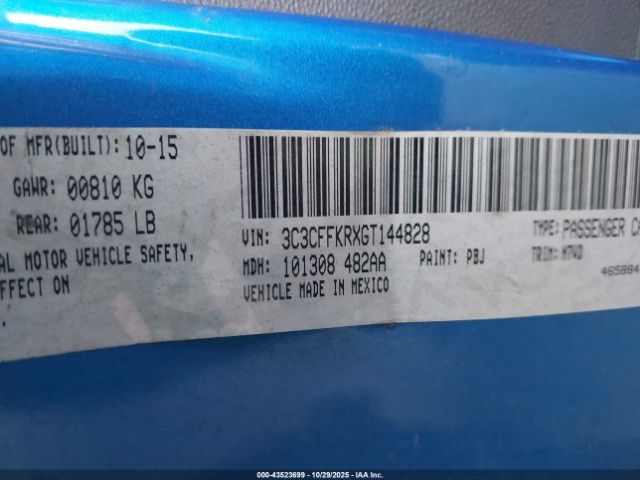 OF MFR(BUILT): 10-15
GAWR: 00810 KG
REAR: 01785 LB
AL MOTOR VEHICLE SAFETY,
FFECT ON
VIN: 3C3CFFKRXGT144828
TYPE: PASSENGER CA
MDH: 101308 482AA
PAINT: PBJ
TRIM:
VEHICLE MADE IN MEXICO
465884
000-43523699 | 10/29/2025 | IAA Inc.